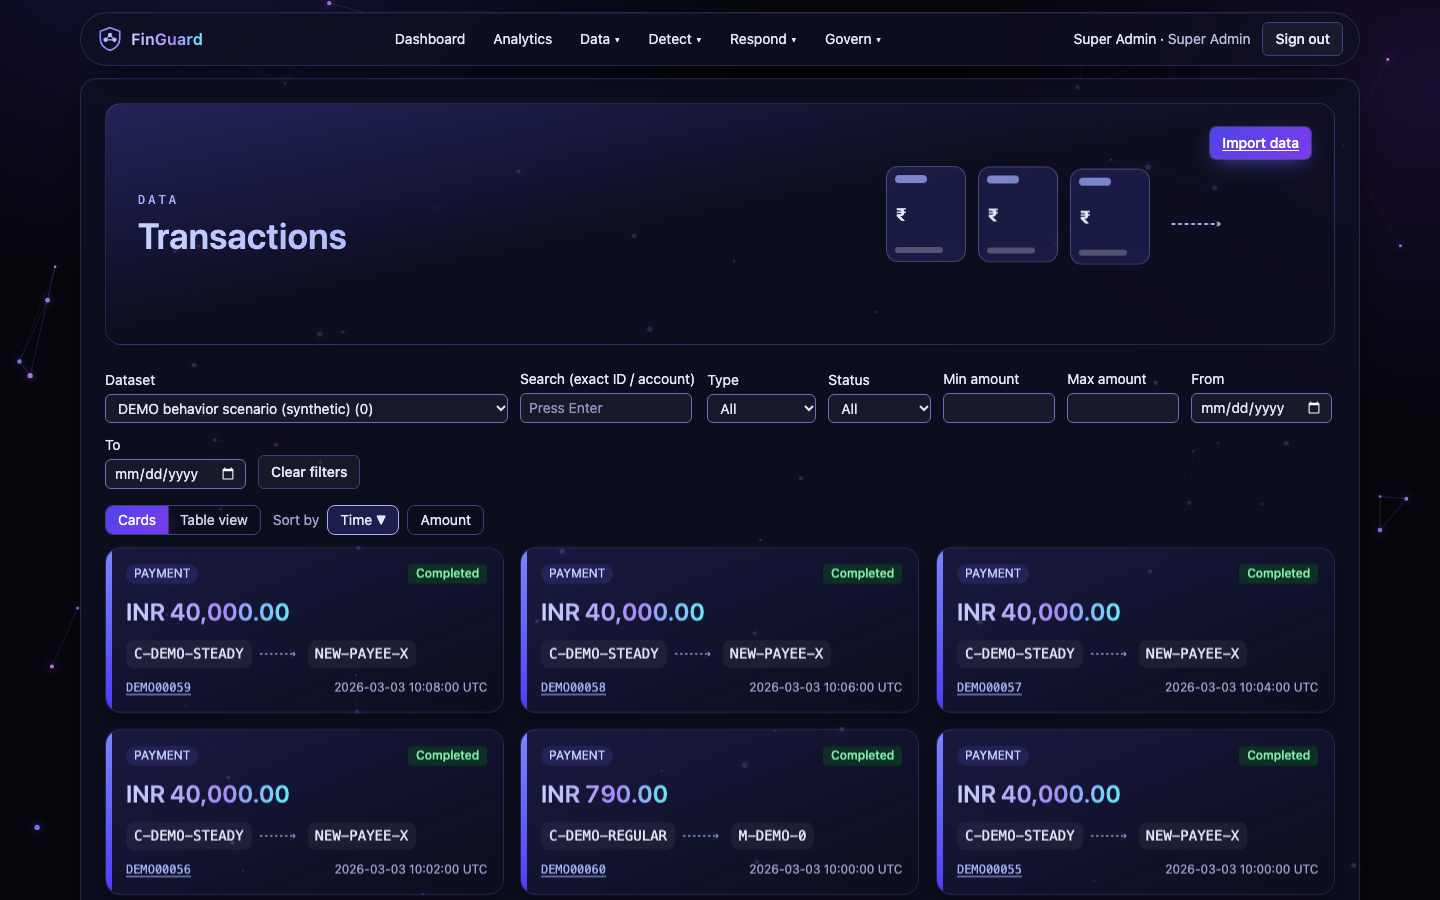 FinGuard
Dashboard Analytics Data ▾ Detect ▾ Respond ▾ Govern ▾
Super Admin · Super Admin Sign out
Import data
DATA
Transactions
₹ ₹ ₹
Dataset Search (exact ID / account) Type Status Min amount Max amount From
DEMO behavior scenario (synthetic) (0) Press Enter All All mm/dd/yyyy
To
mm/dd/yyyy Clear filters
Cards Table view Sort by Time ▼ Amount
PAYMENT Completed
INR 40,000.00
C-DEMO-STEADY NEW-PAYEE-X
DEMO00059 2026-03-03 10:08:00 UTC
PAYMENT Completed
INR 40,000.00
C-DEMO-STEADY NEW-PAYEE-X
DEMO00058 2026-03-03 10:06:00 UTC
PAYMENT Completed
INR 40,000.00
C-DEMO-STEADY NEW-PAYEE-X
DEMO00057 2026-03-03 10:04:00 UTC
PAYMENT Completed
INR 40,000.00
C-DEMO-STEADY NEW-PAYEE-X
DEMO00056 2026-03-03 10:02:00 UTC
PAYMENT Completed
INR 790.00
C-DEMO-REGULAR M-DEMO-0
DEMO00060 2026-03-03 10:00:00 UTC
PAYMENT Completed
INR 40,000.00
C-DEMO-STEADY NEW-PAYEE-X
DEMO00055 2026-03-03 10:00:00 UTC